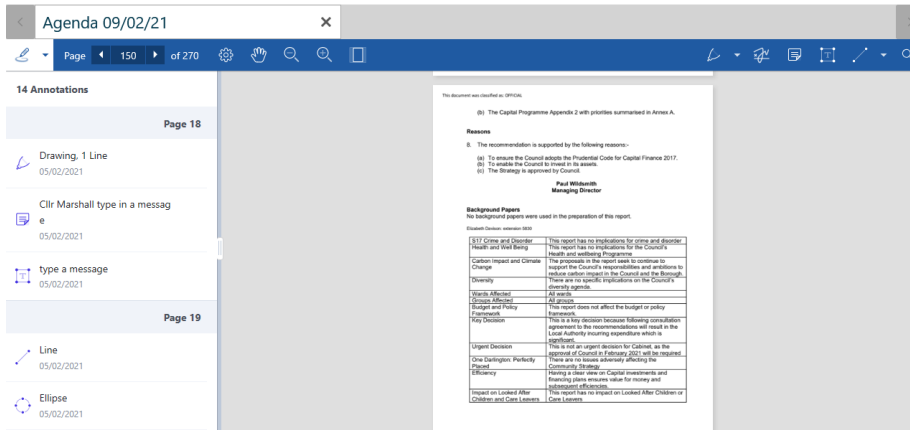 Agenda 09/02/21
Page 150 of 270
14 Annotations
Page 18
Drawing, 1 Line
05/02/2021
Cllr Marshall type in a messag
e
05/02/2021
type a message
05/02/2021
Page 19
Line
05/02/2021
Ellipse
05/02/2021
This document was classified as: OFFICIAL
(b) The Capital Programme Appendix 2 with priorities summarised in Annex A.
Reasons
8. The recommendation is supported by the following reasons:-
(a) To ensure the Council adopts the Prudential Code for Capital Finance 2017.
(b) To enable the Council to invest in its assets.
(c) The Strategy is approved by Council.
Paul Wildsmith
Managing Director
Background Papers
No background papers were used in the preparation of this report.
Elizabeth Davison: extension 5830
S17 Crime and Disorder This report has no implications for crime and disorder
Health and Well Being This report has no implications for the Council's
Health and wellbeing Programme
Carbon Impact and Climate The proposals in the report seek to continue to
Change support the Council's responsibilities and ambitions to
reduce carbon impact in the Council and the Borough
Diversity There are no specific implications on the Council's
diversity agenda.
Wards Affected All wards
Groups Affected All groups
Budget and Policy This report does not affect the budget or policy
Framework framework.
Key Decision This is a key decision because following consultation
agreement to the recommendations will result in the
Local Authority incurring expenditure which is
significant.
Urgent Decision This is not an urgent decision for Cabinet, as the
approval of Council in February 2021 will be required
One Darlington: Perfectly There are no issues adversely affecting the
Placed Community Strategy
Efficiency Having a clear view on Capital investments and
financing plans ensures value for money and
subsequent efficiencies.
Impact on Looked After This report has no impact on Looked After Children or
Children and Care Leavers Care Leavers